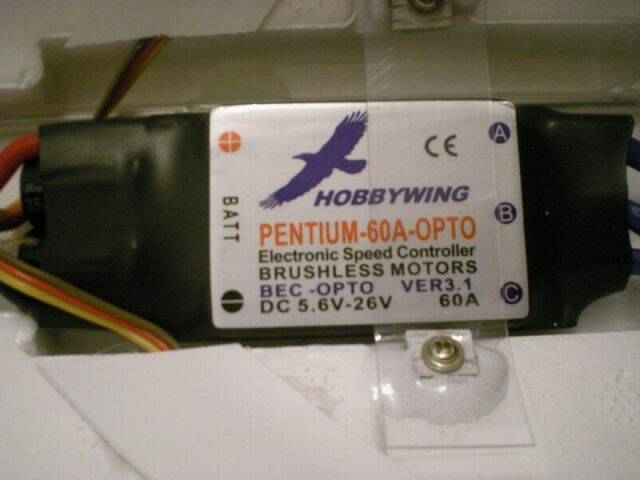 CE
HOBBYWING
PENTIUM-60A-OPTO
Electronic Speed Controller
BRUSHLESS MOTORS
BEC -OPTO VER3.1
DC 5.6V-26V 60A
BATT
A
B
C